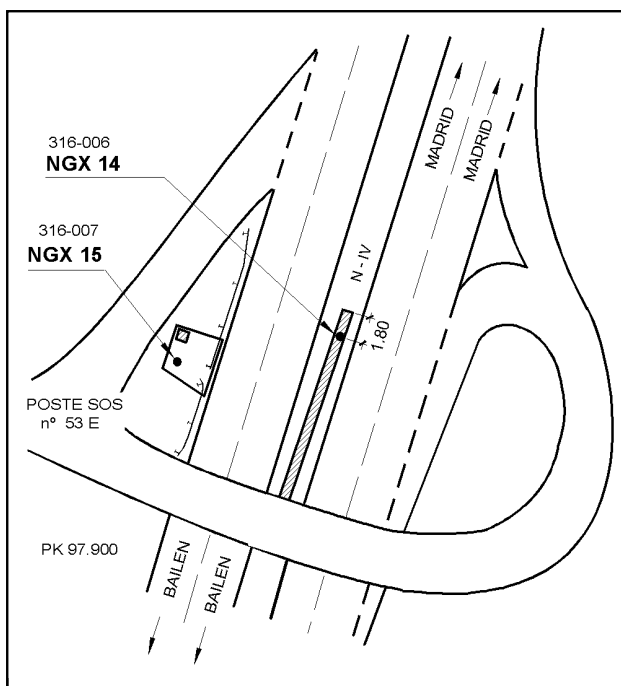 316-006
NGX 14
316-007
NGX 15
MADRID
MADRID
N - IV
1.80
POSTE SOS
nº 53 E
PK 97.900
BAILEN
BAILEN